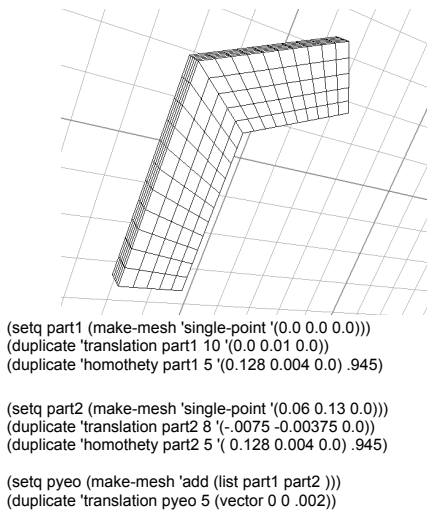 (setq part1 (make-mesh 'single-point '(0.0 0.0 0.0)))
(duplicate 'translation part1 10 '(0.0 0.01 0.0))
(duplicate 'homothety part1 5 '(0.128 0.004 0.0) .945)
(setq part2 (make-mesh 'single-point '(0.06 0.13 0.0)))
(duplicate 'translation part2 8 '(-.0075 -0.00375 0.0))
(duplicate 'homothety part2 5 '( 0.128 0.004 0.0) .945)
(setq pyeo (make-mesh 'add (list part1 part2 )))
(duplicate 'translation pyeo 5 (vector 0 0 .002))